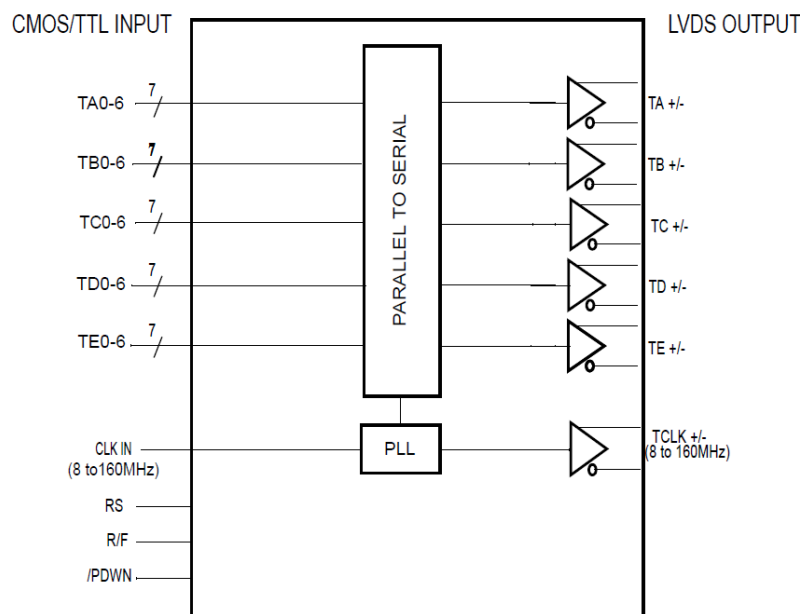 CMOS/TTL INPUT
LVDS OUTPUT
TA0-6
7
TA +/-
TB0-6
7
TB +/-
TC0-6
7
TC +/-
TD0-6
7
TD +/-
TE0-6
7
TE +/-
PARALLEL TO SERIAL
CLK IN
(8 to160MHz)
PLL
TCLK +/-
(8 to 160MHz)
RS
R/F
/PDWN